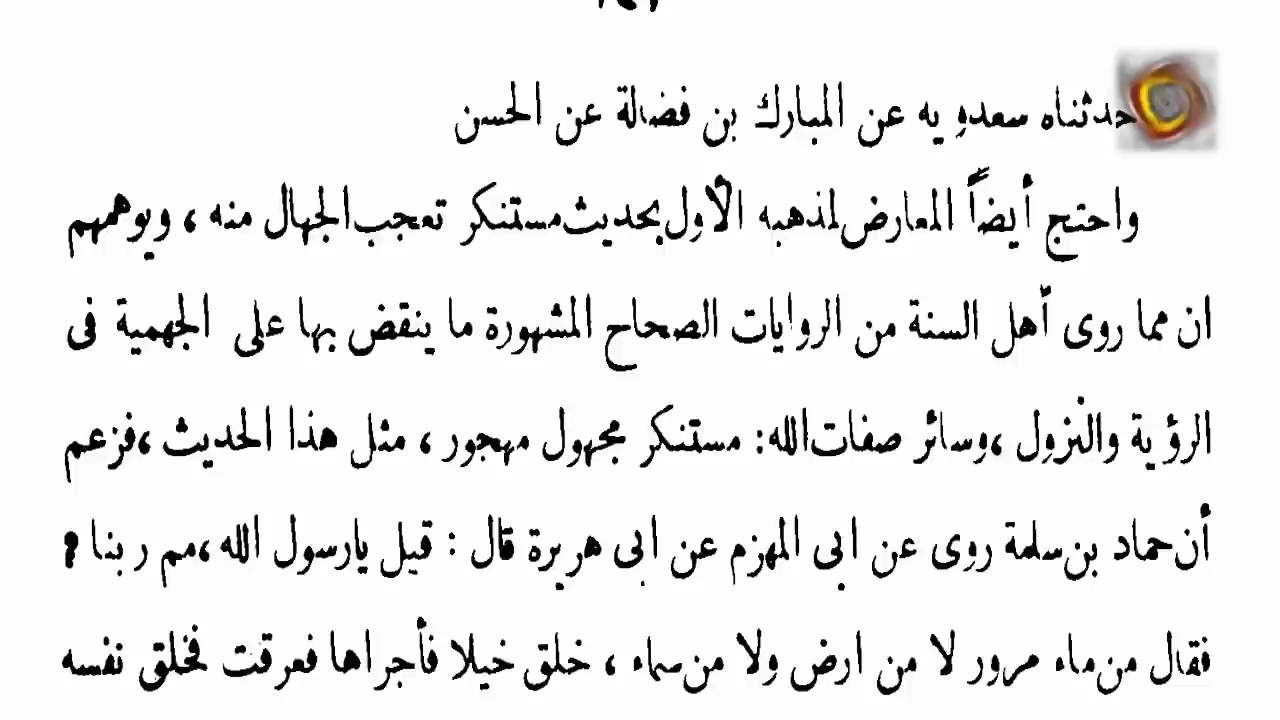 حدثناه سعدويه عن المبارك بن فضالة عن الحسن
واحتج أيضاً المعارض لمذهبه الأول بحديث مستنكر تعجب الجهال منه ، ويوهمهم
ان مما روى أهل السنة من الروايات الصحاح المشهورة ما ينقض بها على الجهمية فى
الرؤية والنزول ،وسائر صفات الله: مستنكر مجهول مهجور ، مثل هذا الحديث ،فزعم
أن حماد بن سلمة روى عن ابى المهزم عن ابى هريرة قال : قيل يارسول الله ،مم ربنا ؟
فقال من ماء مرور لا من ارض ولا من سماء ، خلق خيلا فأجراها فعرقت فخلق نفسه